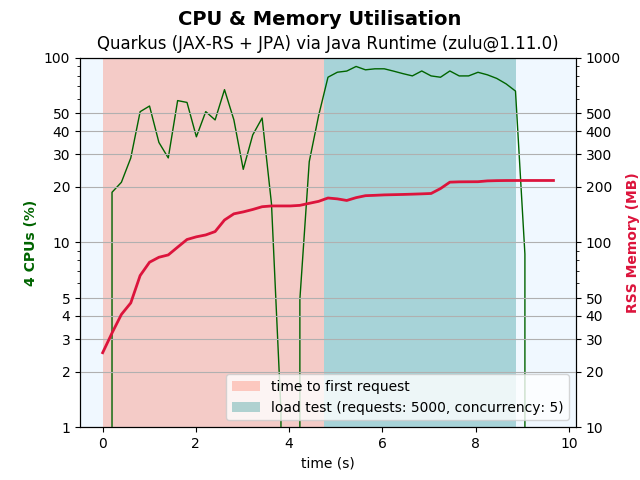 CPU & Memory Utilisation
Quarkus (JAX-RS + JPA) via Java Runtime (zulu@1.11.0)
100
50
40
30
20
10
5
4
3
2
1
4 CPUs (%)
1000
500
400
300
200
100
50
40
30
20
10
RSS Memory (MB)
time to first request
load test (requests: 5000, concurrency: 5)
0 2 4 6 8 10
time (s)